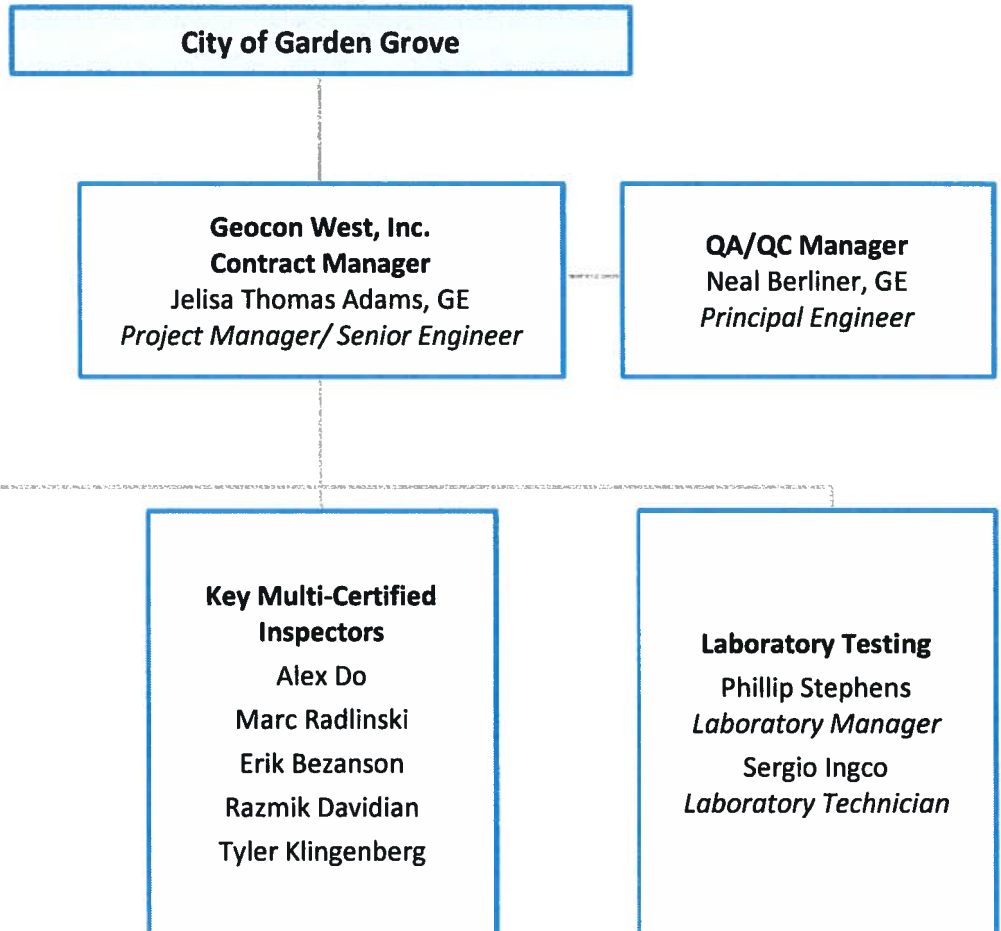 City of Garden Grove
Geocon West, Inc.
Contract Manager
Jelisa Thomas Adams, GE
Project Manager/ Senior Engineer
QA/QC Manager
Neal Berliner, GE
Principal Engineer
Key Multi-Certified
Inspectors
Alex Do
Marc Radlinski
Erik Bezanson
Razmik Davidian
Tyler Klingenberg
Laboratory Testing
Phillip Stephens
Laboratory Manager
Sergio Ingco
Laboratory Technician